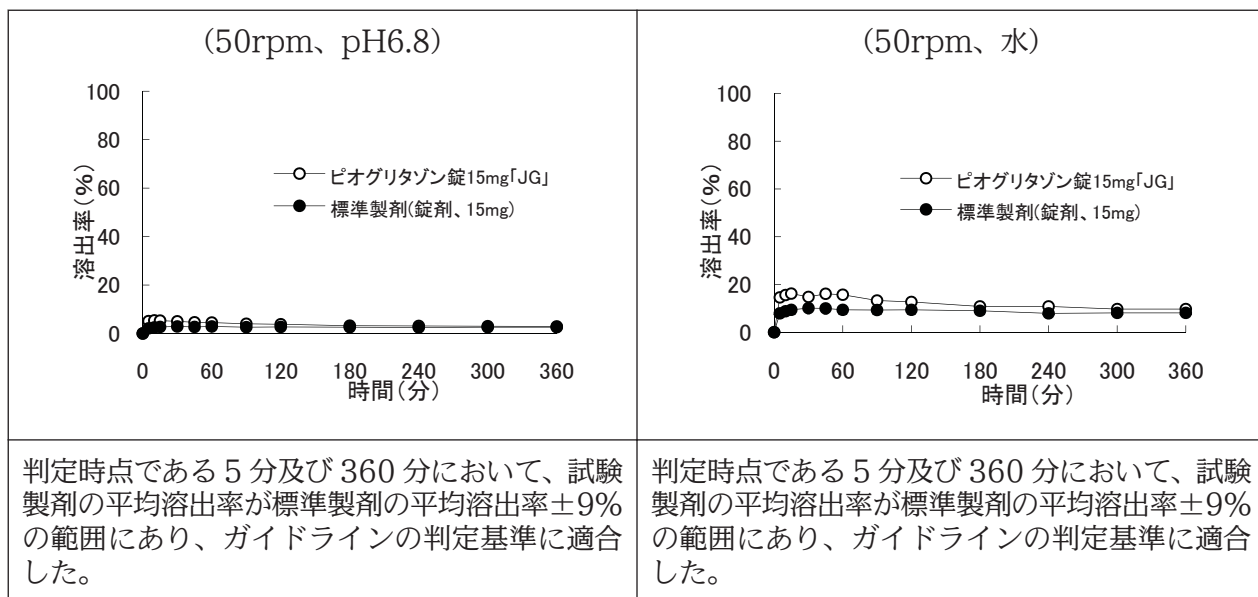 (50rpm、pH6.8)
100
80
60
40
20
0
溶出率(%)
ピオグリタゾン錠15mg「JG」
標準製剤(錠剤、15mg)
0 60 120 180 240 300 360
時間(分)
判定時点である 5 分及び 360 分において、試験
製剤の平均溶出率が標準製剤の平均溶出率±9%
の範囲にあり、ガイドラインの判定基準に適合
した。
(50rpm、水)
100
80
60
40
20
0
溶出率(%)
ピオグリタゾン錠15mg「JG」
標準製剤(錠剤、15mg)
0 60 120 180 240 300 360
時間(分)
判定時点である 5 分及び 360 分において、試験
製剤の平均溶出率が標準製剤の平均溶出率±9%
の範囲にあり、ガイドラインの判定基準に適合
した。